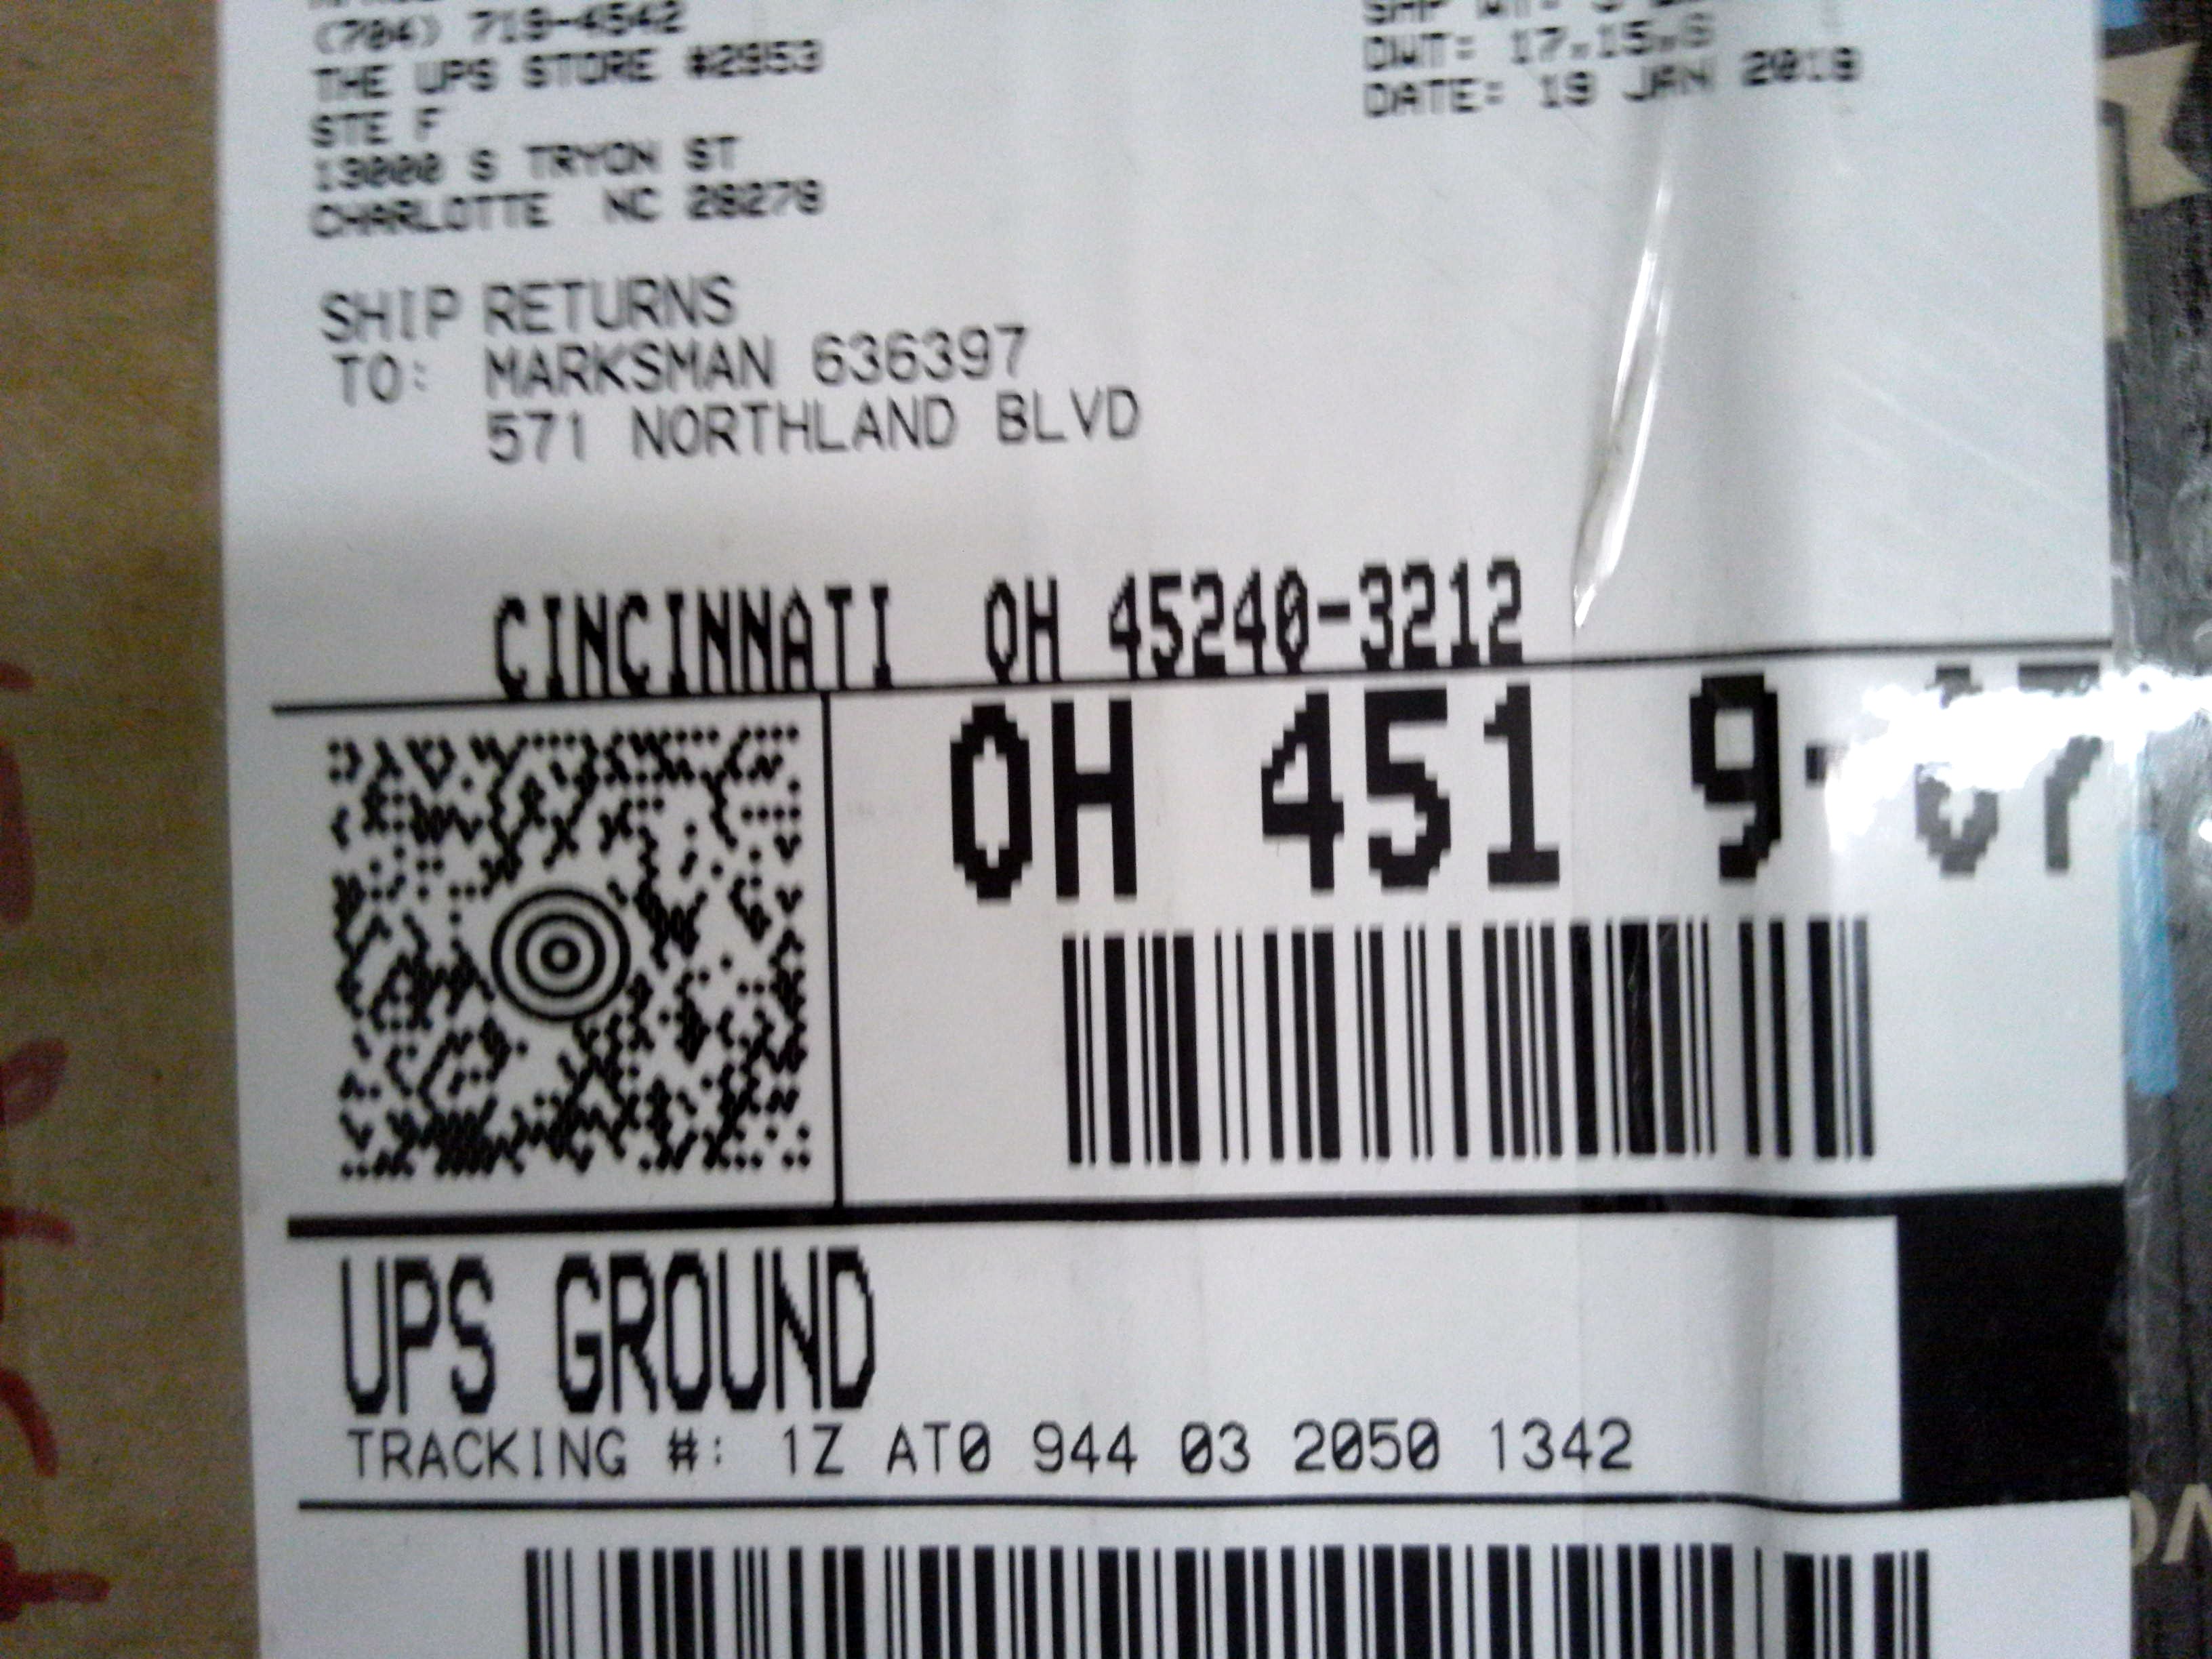 (704) 719-4542
THE UPS STORE #2953
STE F
13000 S TRYON ST
CHARLOTTE NC 28278
DWT: 17,15,6
DATE: 19 JAN 2018
SHIP RETURNS
TO: MARKSMAN 636397
571 NORTHLAND BLVD
CINCINNATI OH 45240-3212
OH 451 9-07
UPS GROUND
TRACKING #: 1Z AT0 944 03 2050 1342